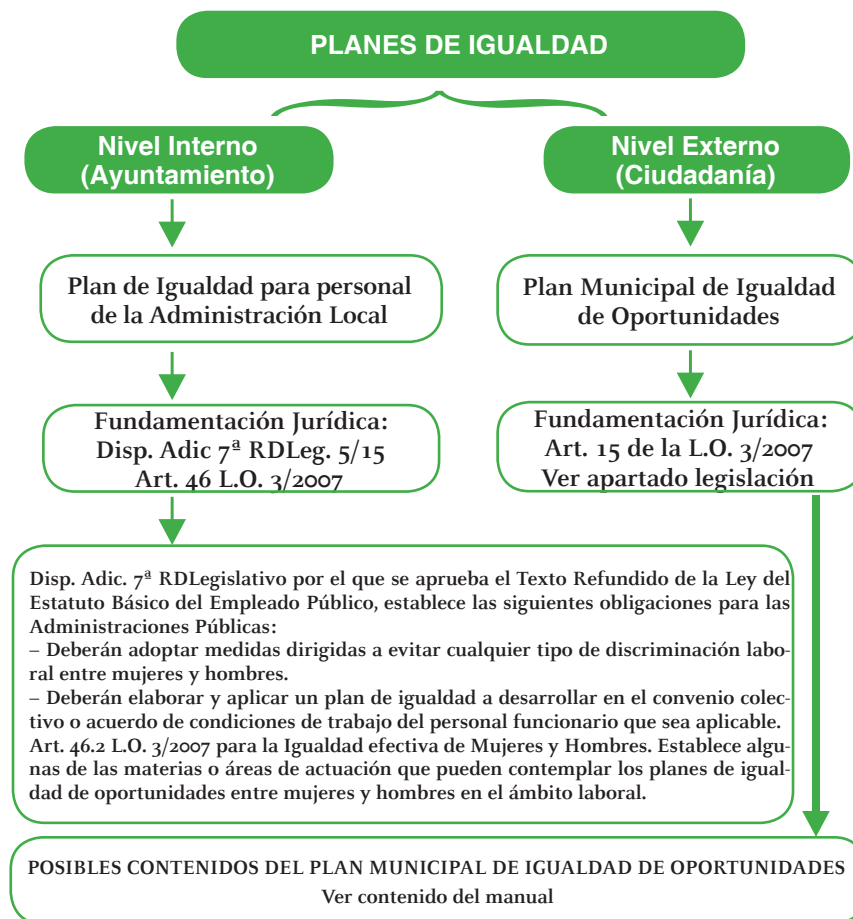 PLANES DE IGUALDAD
Nivel Interno
(Ayuntamiento)
Nivel Externo
(Ciudadanía)
Plan de Igualdad para personal
de la Administración Local
Plan Municipal de Igualdad
de Oportunidades
Fundamentación Jurídica:
Disp. Adic 7ª RDLeg. 5/15
Art. 46 L.O. 3/2007
Fundamentación Jurídica:
Art. 15 de la L.O. 3/2007
Ver apartado legislación
Disp. Adic. 7ª RDLegislativo por el que se aprueba el Texto Refundido de la Ley del
Estatuto Básico del Empleado Público, establece las siguientes obligaciones para las
Administraciones Públicas:
– Deberán adoptar medidas dirigidas a evitar cualquier tipo de discriminación labo-
ral entre mujeres y hombres.
– Deberán elaborar y aplicar un plan de igualdad a desarrollar en el convenio colec-
tivo o acuerdo de condiciones de trabajo del personal funcionario que sea aplicable.
Art. 46.2 L.O. 3/2007 para la Igualdad efectiva de Mujeres y Hombres. Establece algu-
nas de las materias o áreas de actuación que pueden contemplar los planes de igual-
dad de oportunidades entre mujeres y hombres en el ámbito laboral.
POSIBLES CONTENIDOS DEL PLAN MUNICIPAL DE IGUALDAD DE OPORTUNIDADES
Ver contenido del manual